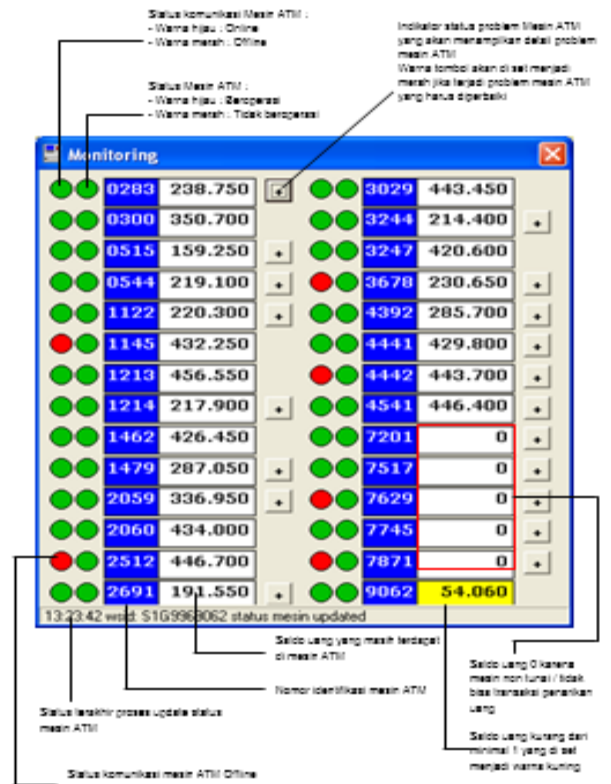 Status komunikasi Mesin ATM :
- Warna hijau : Online
- Warna merah : Offline
Indikator status problem Mesin ATM
yang akan menampilkan detail problem
mesin ATM
Warna tombol akan di set menjadi
merah jika terjadi problem mesin ATM
yang harus diperbaiki
Status Mesin ATM :
- Warna hijau : Beroperasi
- Warna merah : Tidak beroperasi
Monitoring
0283 238.750 + 3029 443.450
0300 350.700 3244 214.400 +
0515 159.250 + 3247 420.600
0544 219.100 + 3678 230.650 +
1122 220.300 + 4392 285.700 +
1145 432.250 4441 429.800 +
1213 456.550 4442 443.700 +
1214 217.900 + 4541 446.400 +
1462 426.450 7201 0 +
1479 287.050 + 7517 0 +
2059 336.950 + 7629 0 +
2060 434.000 7745 0 +
2512 446.700 7871 0 +
2691 191.550 + 9062 54.060
13:23:42 wsid: S1G9963062 status mesin updated
Saldo uang yang masih terdapat
di mesin ATM
Nomor identifikasi mesin ATM
Status terakhir proses update status
mesin ATM
Status komunikasi mesin ATM Offline
Saldo uang 0 karena
mesin non tunai / tidak
bisa transaksi penarikan
uang
Saldo uang kurang dari
minimal 1 yang di set
menjadi warna kuning